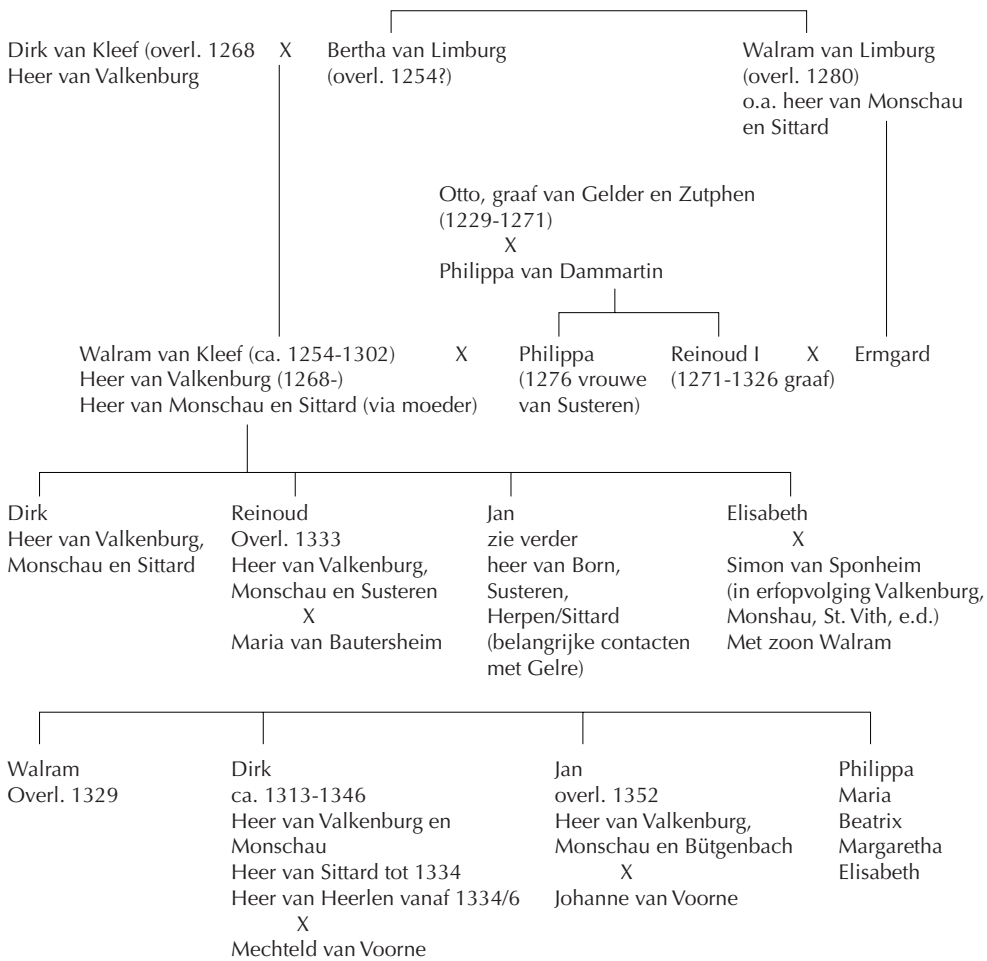 Dirk van Kleef (overl. 1268 X Bertha van Limburg Walram van Limburg
Heer van Valkenburg (overl. 1254?) (overl. 1280)
o.a. heer van Monschau
en Sittard
Otto, graaf van Gelder en Zutphen
(1229-1271)
X
Philippa van Dammartin
Walram van Kleef (ca. 1254-1302) X Philippa Reinoud I X Ermgard
Heer van Valkenburg (1268-) (1276 vrouwe (1271-1326 graaf)
Heer van Monschau en Sittard (via moeder) van Susteren)
Dirk
Heer van Valkenburg,
Monschau en Sittard
Reinoud
Overl. 1333
Heer van Valkenburg,
Monschau en Susteren
X
Maria van Bautersheim
Jan
zie verder
heer van Born,
Susteren,
Herpen/Sittard
(belangrijke contacten
met Gelre)
Elisabeth
X
Simon van Sponheim
(in erfopvolging Valkenburg,
Monshau, St. Vith, e.d.)
Met zoon Walram
Walram
Overl. 1329
Dirk
ca. 1313-1346
Heer van Valkenburg en
Monschau
Heer van Sittard tot 1334
Heer van Heerlen vanaf 1334/6
X
Mechteld van Voorne
Jan
overl. 1352
Heer van Valkenburg,
Monschau en Bütgenbach
X
Johanne van Voorne
Philippa
Maria
Beatrix
Margaretha
Elisabeth